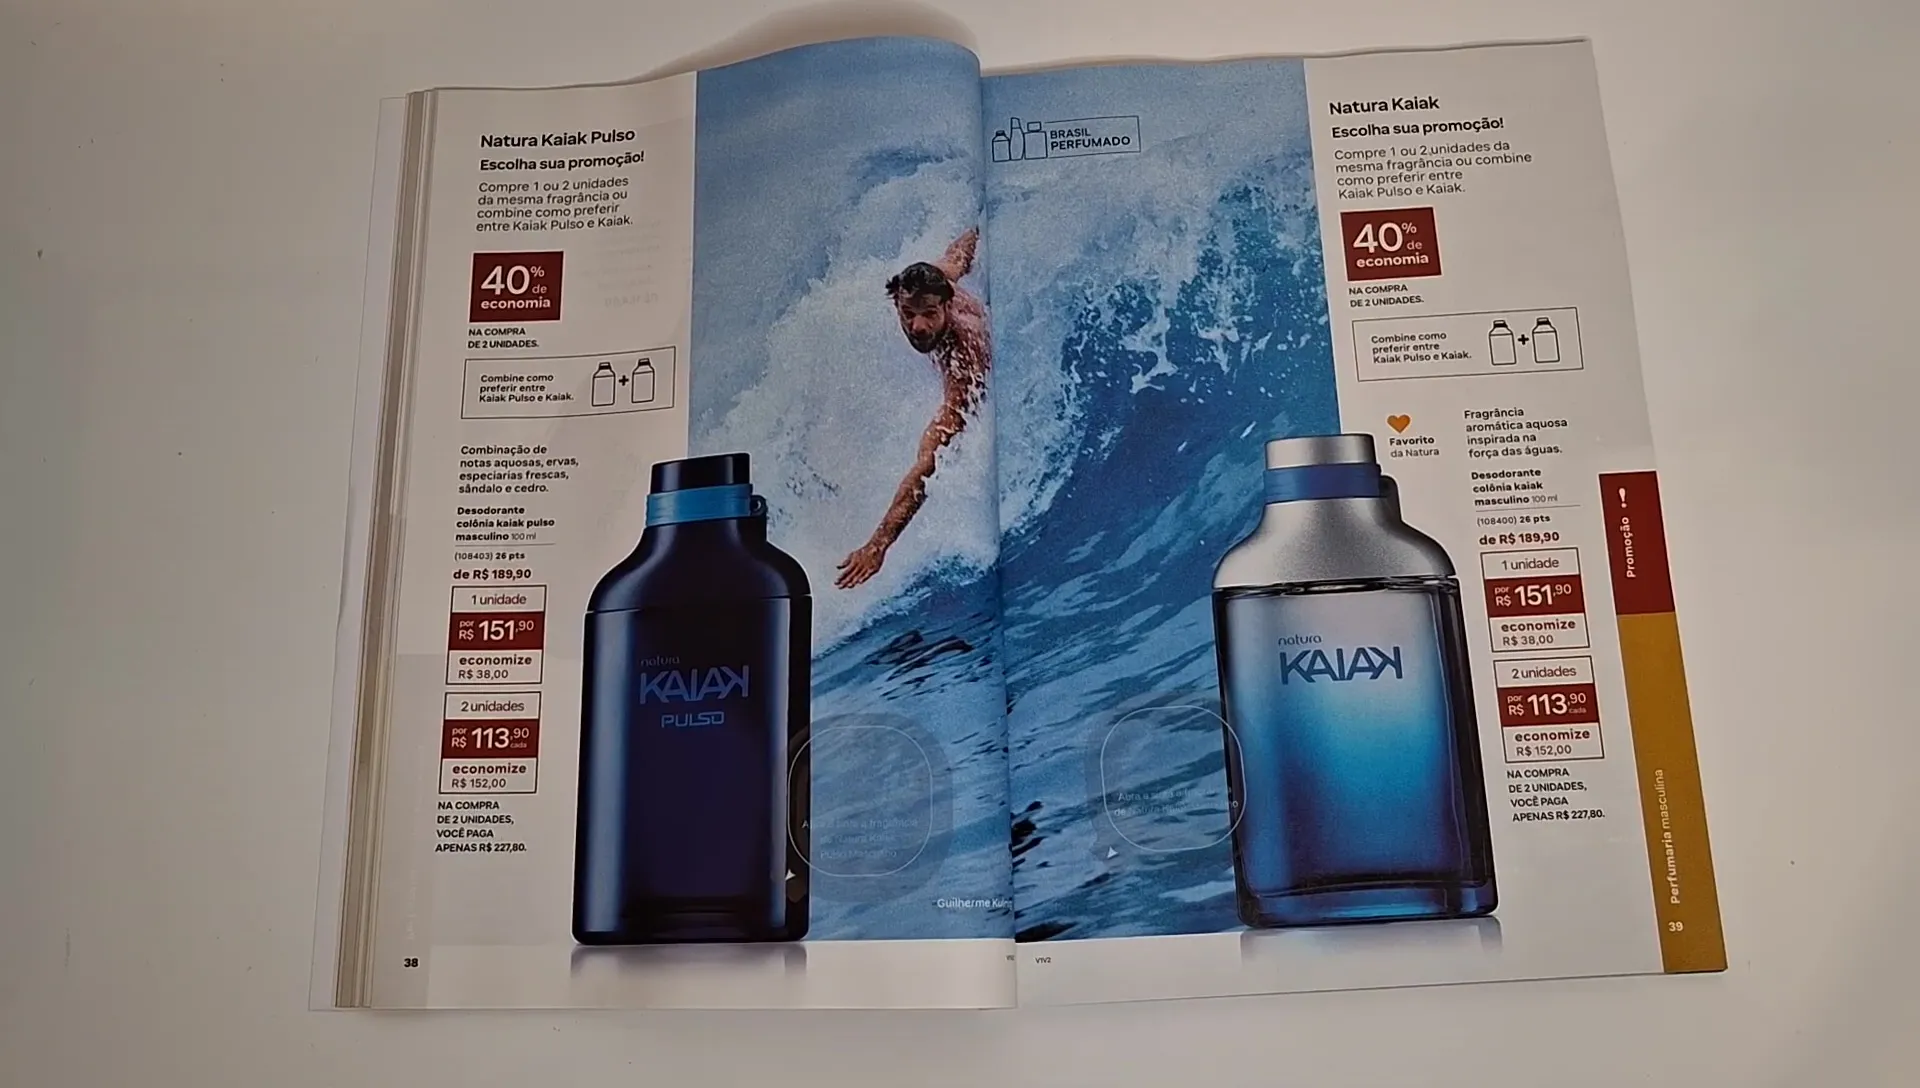 Natura Kaiak Pulso
Escolha sua promoção!
Compre 1 ou 2 unidades
da mesma fragrância ou
combine como preferir
entre Kaiak Pulso e Kaiak.
40% de
economia
NA COMPRA
DE 2 UNIDADES.
Combine como
preferir entre
Kaiak Pulso e Kaiak.
+
Combinação de
notas aquosas, ervas,
especiarias frescas,
sândalo e cedro.
Desodorante
colônia kaiak pulso
masculino 100 ml
(108403) 26 pts
de R$ 189,90
1 unidade
por R$ 151,90
economize
R$ 38,00
2 unidades
por R$ 113,90 cada
economize
R$ 152,00
NA COMPRA
DE 2 UNIDADES,
VOCÊ PAGA
APENAS R$ 227,80.
natura
KAIAK
PULSO
a fragrância
Pulso Masculino
Guilherme
38
BRASIL
PERFUMADO
Natura Kaiak
Escolha sua promoção!
Compre 1 ou 2 unidades da
mesma fragrância ou combine
como preferir entre
Kaiak Pulso e Kaiak.
40% de
economia
NA COMPRA
DE 2 UNIDADES.
Combine como
preferir entre
Kaiak Pulso e Kaiak.
+
Favorito
da Natura
Fragrância
aromática aquosa
inspirada na
força das águas.
Desodorante
colônia kaiak
masculino 100 ml
(108400) 26 pts
de R$ 189,90
1 unidade
por R$ 151,90
economize
R$ 38,00
2 unidades
por R$ 113,90 cada
economize
R$ 152,00
NA COMPRA
DE 2 UNIDADES,
VOCÊ PAGA
APENAS R$ 227,80.
natura
KAIAK
V1V2
Promoção !
Perfumaria masculina
39